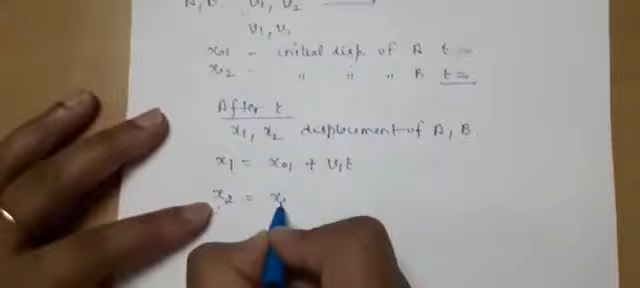 A, B v₁, v₂
v₁, v₂
x₀₁ - initial disp of A t =
x₀₂ - " " " B t =
After t
x₁, x₂ displacement of A, B.
x₁ = x₀₁ + v₁t
x₂ = x₀